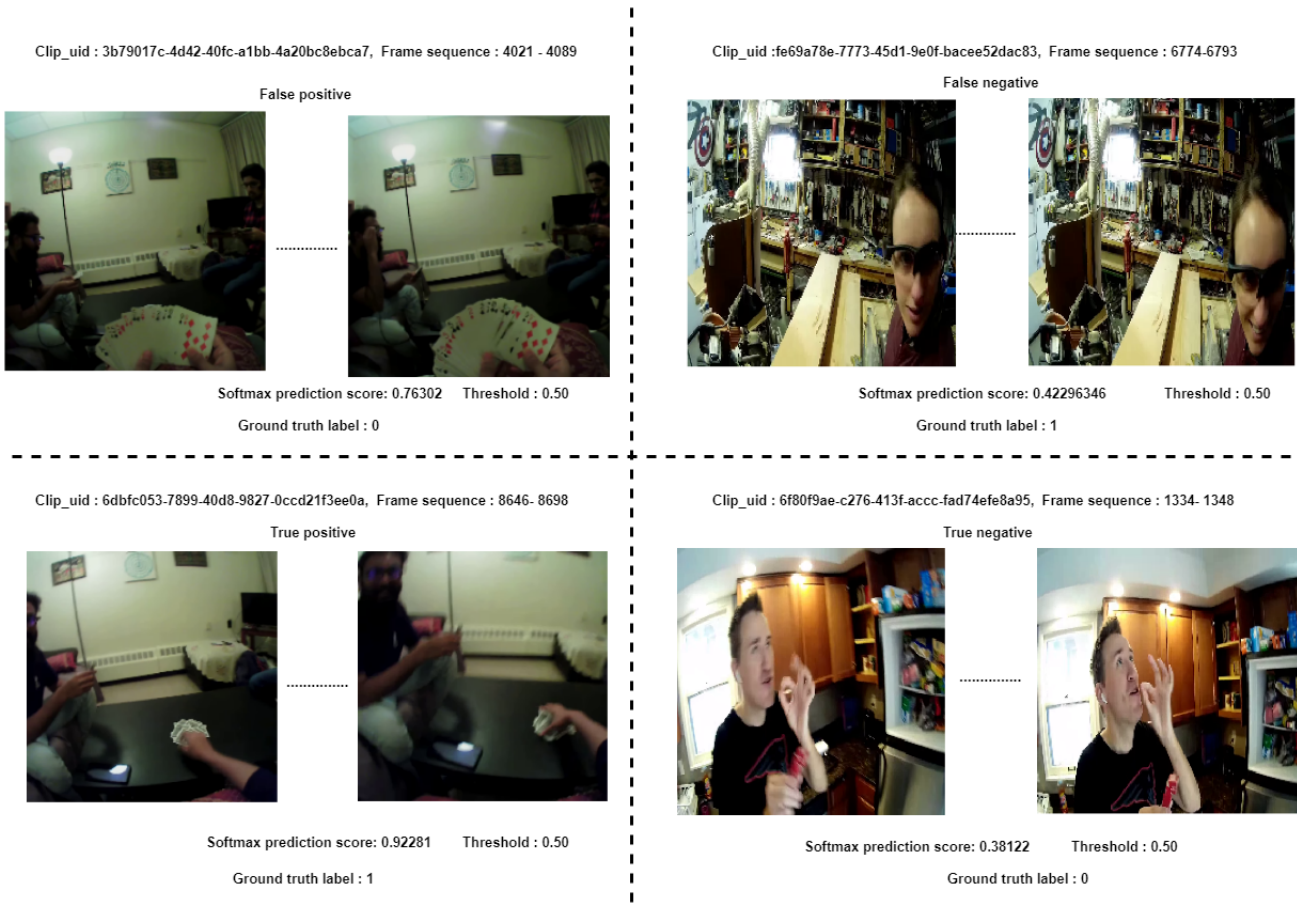 Clip_uid : 3b79017c-4d42-40fc-a1bb-4a20bc8ebca7, Frame sequence : 4021 - 4089
False positive
Softmax prediction score: 0.76302 Threshold : 0.50
Ground truth label : 0
Clip_uid :fe69a78e-7773-45d1-9e0f-bacee52dac83, Frame sequence : 6774-6793
False negative
Softmax prediction score: 0.42296346 Threshold : 0.50
Ground truth label : 1
Clip_uid : 6dbfc053-7899-40d8-9827-0ccd21f3ee0a, Frame sequence : 8646- 8698
True positive
Softmax prediction score: 0.92281 Threshold : 0.50
Ground truth label : 1
Clip_uid : 6f80f9ae-c276-413f-accc-fad74efe8a95, Frame sequence : 1334- 1348
True negative
Softmax prediction score: 0.38122 Threshold : 0.50
Ground truth label : 0